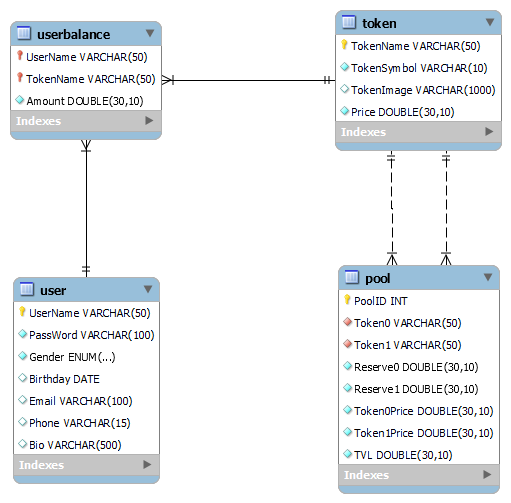 userbalance
UserName VARCHAR(50)
TokenName VARCHAR(50)
Amount DOUBLE(30,10)
Indexes
token
TokenName VARCHAR(50)
TokenSymbol VARCHAR(10)
TokenImage VARCHAR(1000)
Price DOUBLE(30,10)
Indexes
user
UserName VARCHAR(50)
PassWord VARCHAR(100)
Gender ENUM(...)
Birthday DATE
Email VARCHAR(100)
Phone VARCHAR(15)
Bio VARCHAR(500)
Indexes
pool
PoolID INT
Token0 VARCHAR(50)
Token1 VARCHAR(50)
Reserve0 DOUBLE(30,10)
Reserve1 DOUBLE(30,10)
Token0Price DOUBLE(30,10)
Token1Price DOUBLE(30,10)
TVL DOUBLE(30,10)
Indexes